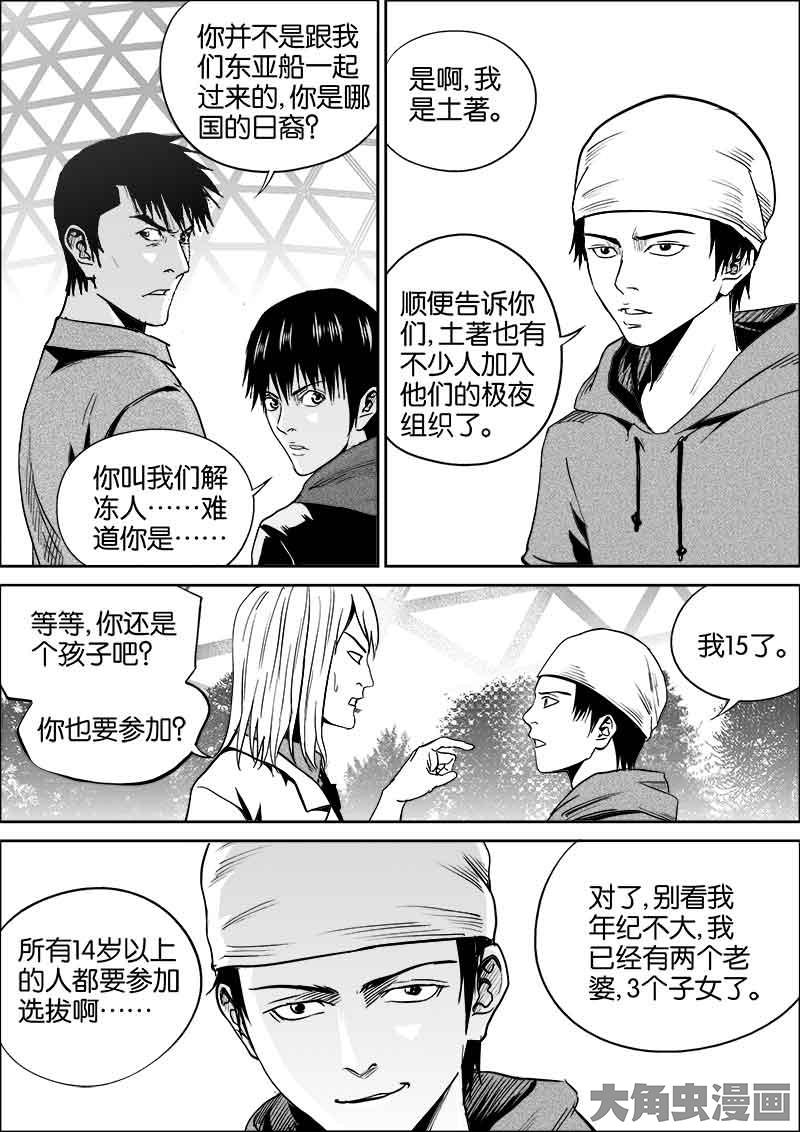 你并不是跟我
们东亚船一起
过来的，你是哪
国的日裔？
你叫我们解
冻人……难
道你是……
是啊，我
是土著。
顺便告诉你
们，土著也有
不少人加入
他们的极夜
组织了。
等等，你还是
个孩子吧？
你也要参加？
我15了。
所有14岁以上
的人都要参加
选拔啊……
对了，别看我
年纪不大，我
已经有两个老
婆，3个子女了。
大角虫漫画